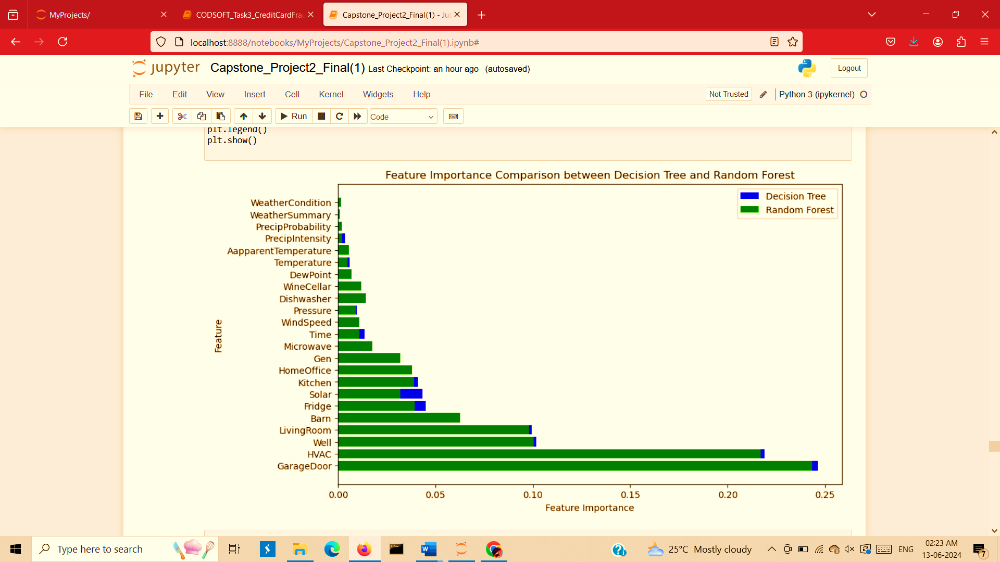 MyProjects/
CODSOFT_Task3_CreditCardFrau
Capstone_Project2_Final(1) - Jup
localhost:8888/notebooks/MyProjects/Capstone_Project2_Final(1).ipynb#
jupyter Capstone_Project2_Final(1) Last Checkpoint: an hour ago (autosaved)
Logout
File Edit View Insert Cell Kernel Widgets Help
Not Trusted Python 3 (ipykernel)
Run Code
plt.legend()
plt.show()
Feature Importance Comparison between Decision Tree and Random Forest
Decision Tree
Random Forest
WeatherCondition
WeatherSummary
PrecipProbability
PrecipIntensity
AapparentTemperature
Temperature
DewPoint
WineCellar
Dishwasher
Pressure
WindSpeed
Time
Microwave
Gen
HomeOffice
Kitchen
Solar
Fridge
Barn
LivingRoom
Well
HVAC
GarageDoor
Feature
0.00 0.05 0.10 0.15 0.20 0.25
Feature Importance
Type here to search
25°C Mostly cloudy
ENG
02:23 AM
13-06-2024
7